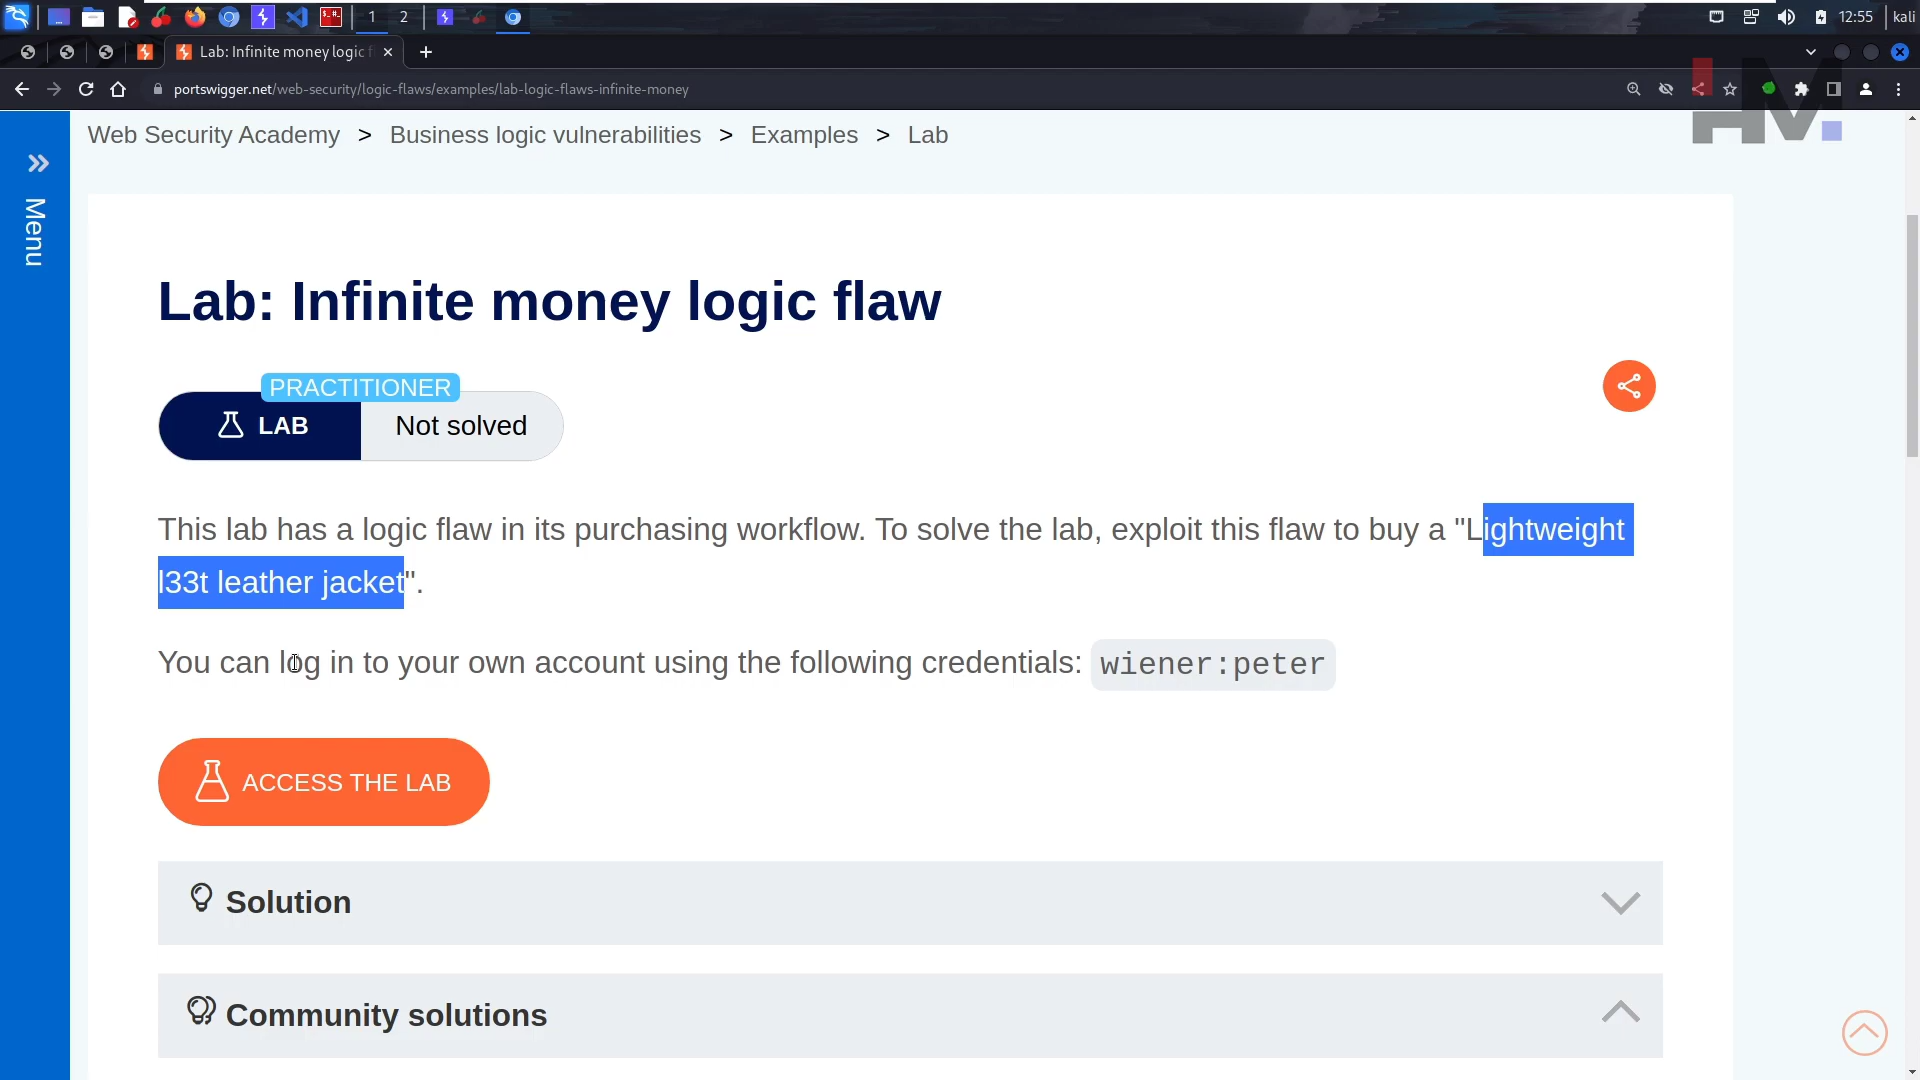 1 2 12:55 kali
Lab: Infinite money logic f
portswigger.net/web-security/logic-flaws/examples/lab-logic-flaws-infinite-money
HM.
Web Security Academy > Business logic vulnerabilities > Examples > Lab
Menu
Lab: Infinite money logic flaw
PRACTITIONER
LAB Not solved
This lab has a logic flaw in its purchasing workflow. To solve the lab, exploit this flaw to buy a "Lightweight
l33t leather jacket".
You can log in to your own account using the following credentials: wiener:peter
ACCESS THE LAB
Solution
Community solutions